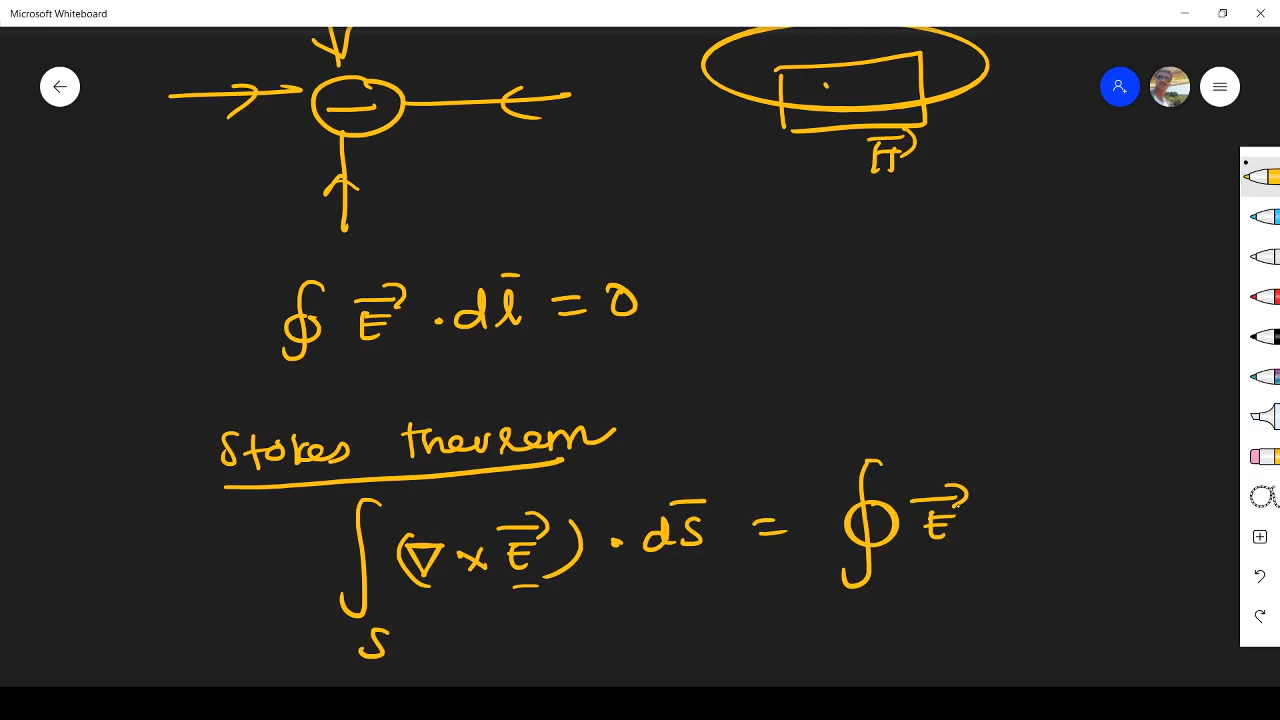 Microsoft Whiteboard
−
H⃗
∮ E⃗ · dl̄ = 0
Stokes theorem
∫ (∇ × E⃗) · dS̄ = ∮ E⃗
S